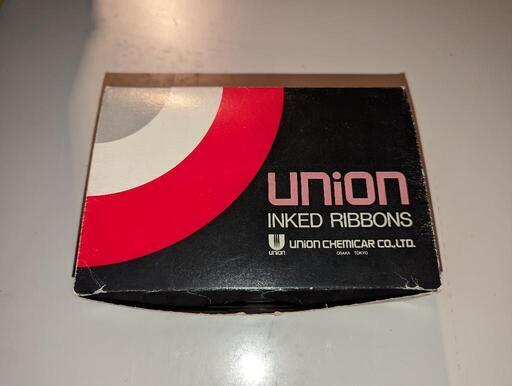 union
INKED RIBBONS
union
union CHEMICAR CO.,LTD.
OSAKA TOKYO